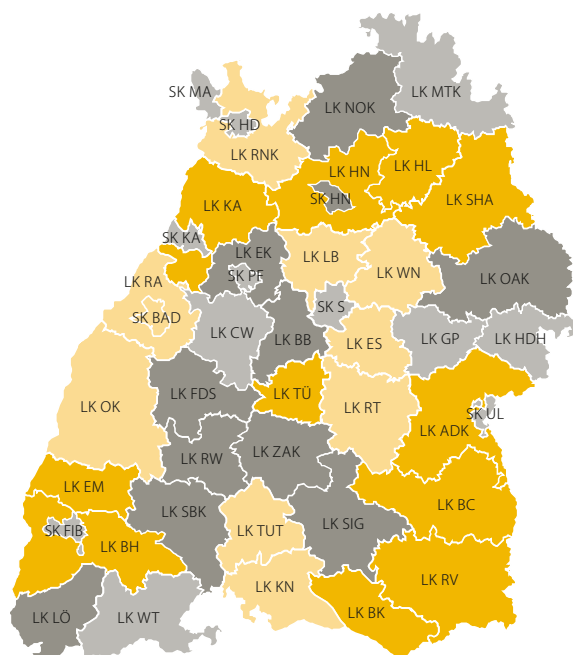 SK MA
LK MTK
LK NOK
SK HD
LK RNK
LK HN
LK HL
SK HN
LK SHA
LK KA
SK KA
LK EK
LK LB
LK WN
SK PF
LK OAK
LK RA
SK BAD
SK S
LK CW
LK BB
LK ES
LK GP
LK HDH
LK FDS
LK TÜ
LK OK
LK RT
SK UL
LK ADK
LK RW
LK ZAK
LK EM
LK SBK
LK BC
SK FIB
LK TUT
LK SIG
LK BH
LK KN
LK RV
LK LÖ
LK WT
LK BK